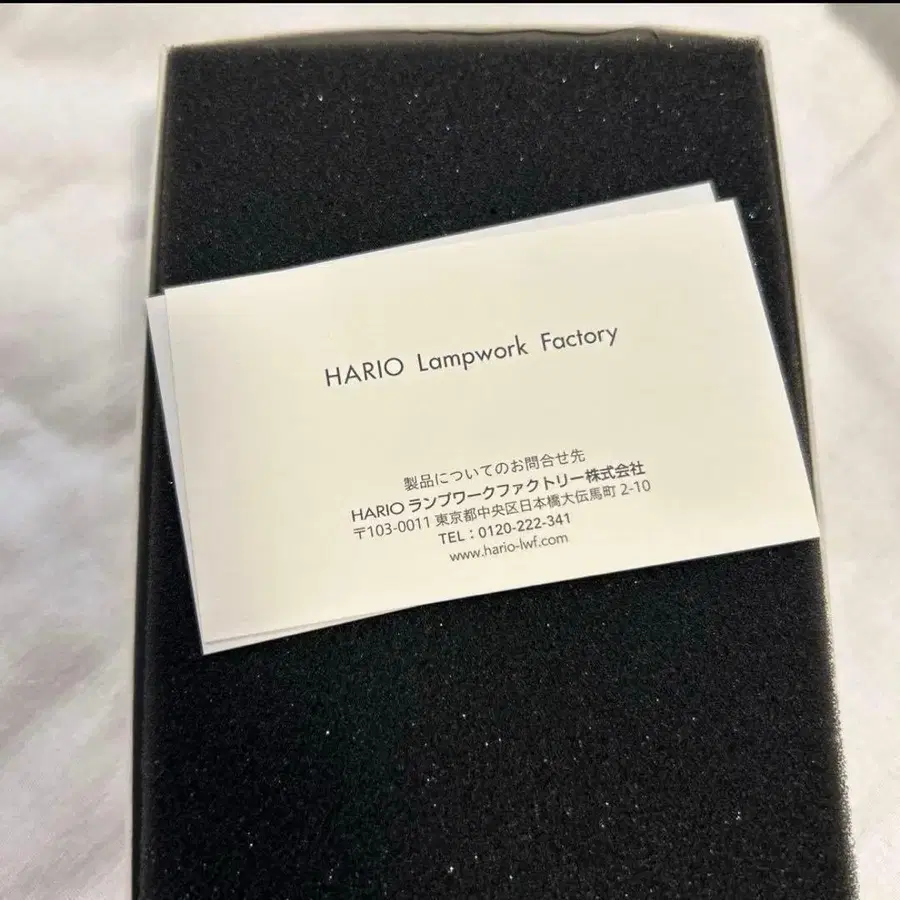 HARIO Lampwork Factory
製品についてのお問合せ先
HARIO ランプワークファクトリー株式会社
〒103-0011 東京都中央区日本橋大伝馬町 2-10
TEL：0120-222-341
www.hario-lwf.com